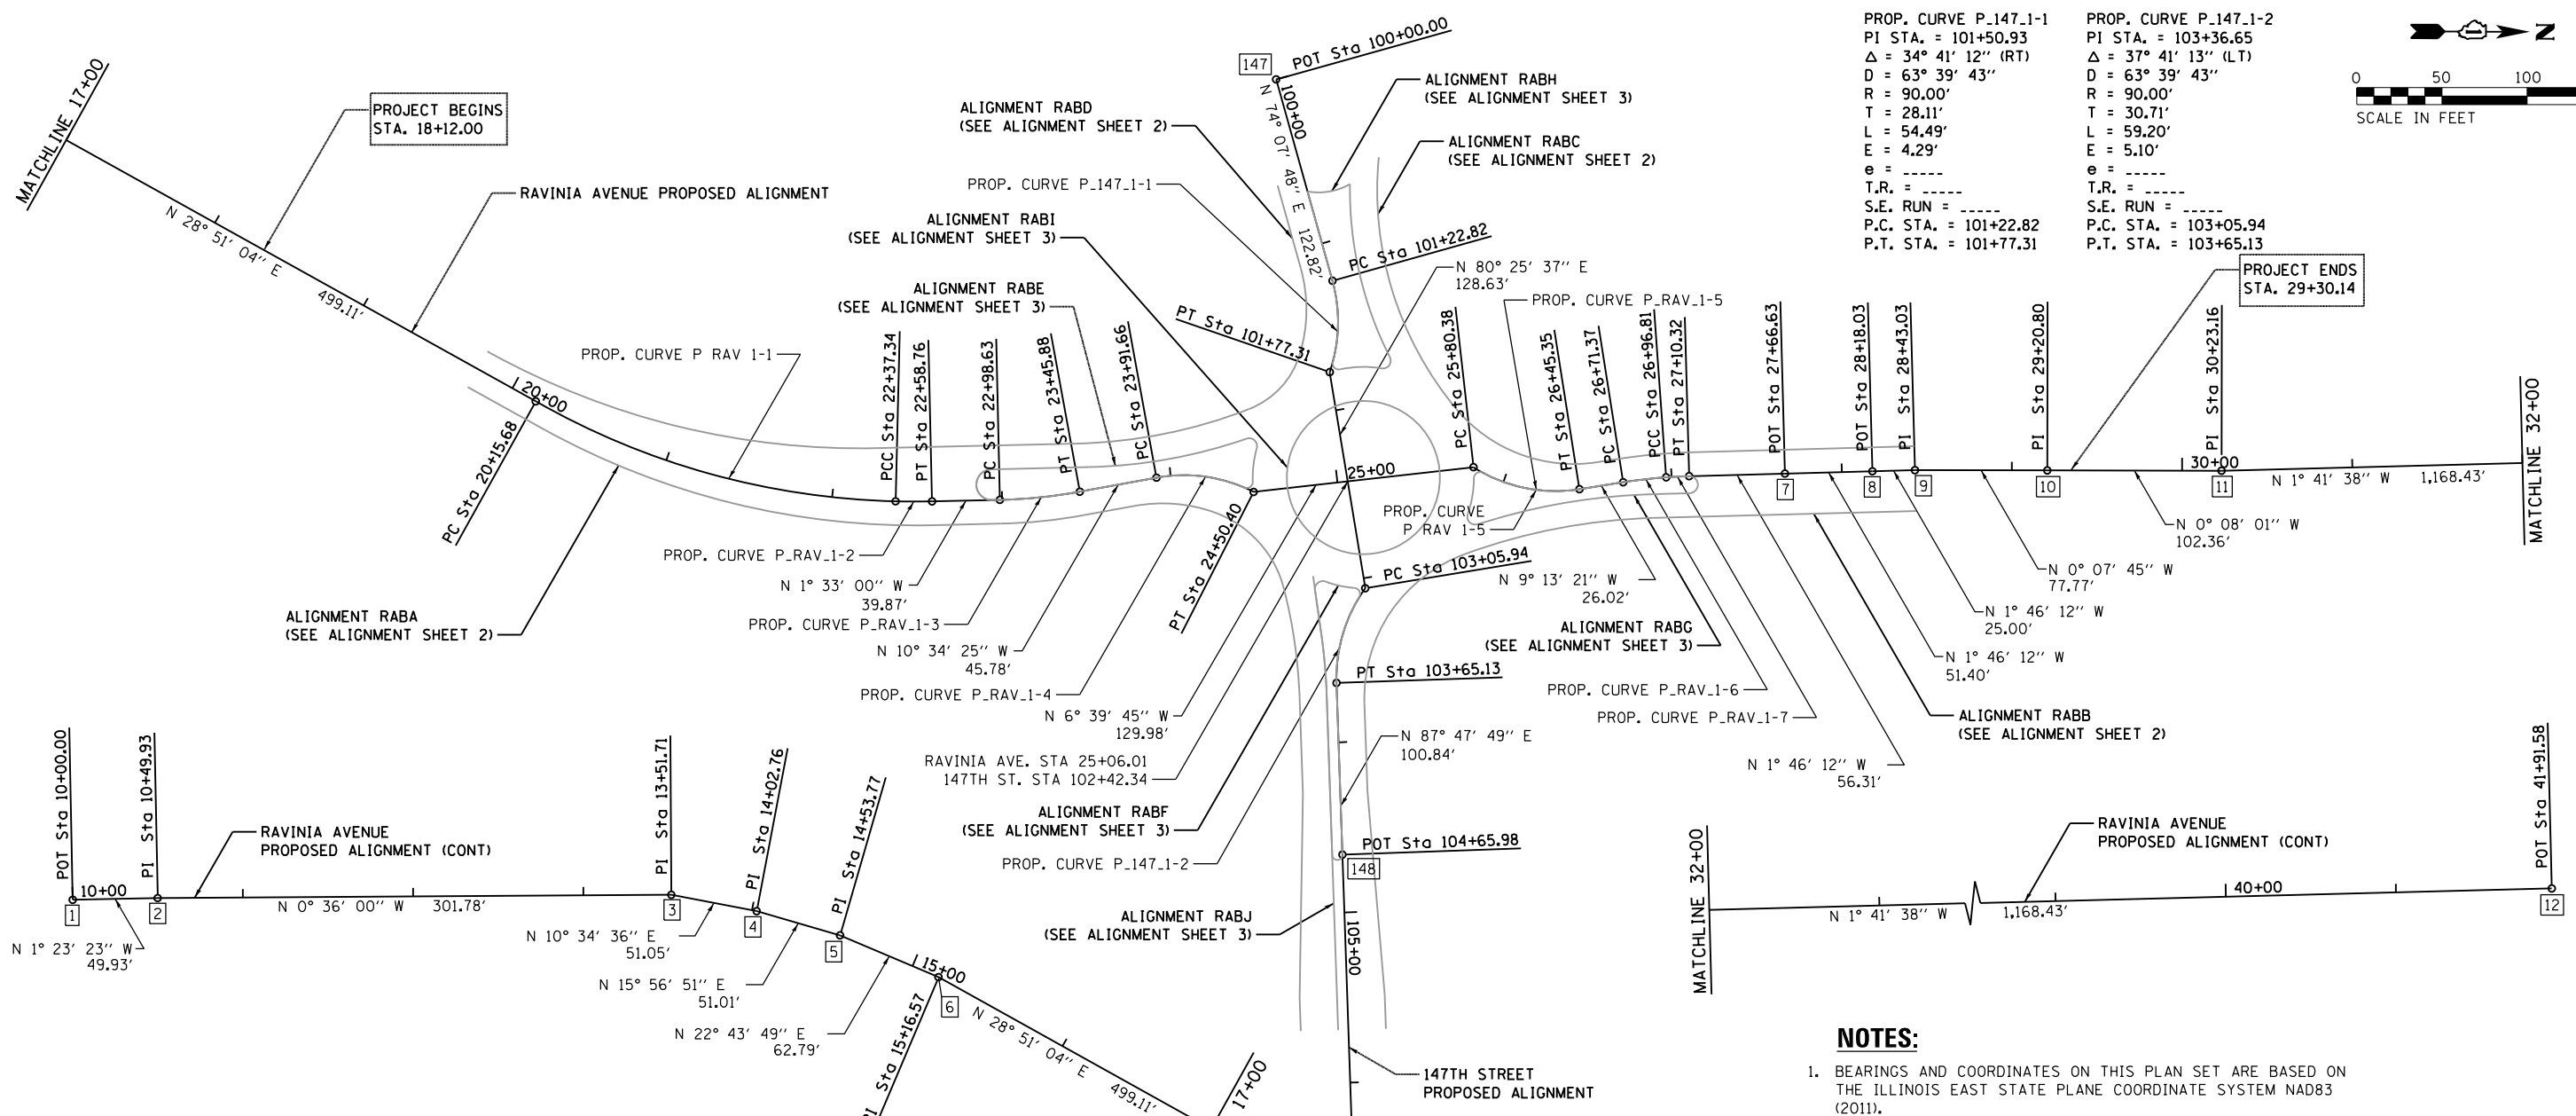 MATCHLINE 17+00
PROJECT BEGINS
STA. 18+12.00
N 28° 51' 04'' E
499.11'
RAVINIA AVENUE PROPOSED ALIGNMENT
20+00
PC Sta 20+15.68
PROP. CURVE P RAV 1-1
ALIGNMENT RABA
(SEE ALIGNMENT SHEET 2)
147
POT Sta 100+00.00
100+00
N 74° 07' 48'' E
122.82'
ALIGNMENT RABD
(SEE ALIGNMENT SHEET 2)
PROP. CURVE P_147_1-1
ALIGNMENT RABI
(SEE ALIGNMENT SHEET 3)
ALIGNMENT RABE
(SEE ALIGNMENT SHEET 3)
ALIGNMENT RABH
(SEE ALIGNMENT SHEET 3)
ALIGNMENT RABC
(SEE ALIGNMENT SHEET 2)
PC Sta 101+22.82
N 80° 25' 37'' E
128.63'
PROP. CURVE P_RAV_1-5
PT Sta 101+77.31
PROP. CURVE P_147_1-1
PI STA. = 101+50.93
Δ = 34° 41' 12'' (RT)
D = 63° 39' 43''
R = 90.00'
T = 28.11'
L = 54.49'
E = 4.29'
e = _____
T.R. = _____
S.E. RUN = _____
P.C. STA. = 101+22.82
P.T. STA. = 101+77.31
PROP. CURVE P_147_1-2
PI STA. = 103+36.65
Δ = 37° 41' 13'' (LT)
D = 63° 39' 43''
R = 90.00'
T = 30.71'
L = 59.20'
E = 5.10'
e = _____
T.R. = _____
S.E. RUN = _____
P.C. STA. = 103+05.94
P.T. STA. = 103+65.13
N
0 50 100
SCALE IN FEET
PROJECT ENDS
STA. 29+30.14
PCC Sta 22+37.34
PT Sta 22+58.76
PC Sta 22+98.63
PT Sta 23+45.88
PC Sta 23+91.66
PT Sta 24+50.40
25+00
PC Sta 25+80.38
PT Sta 26+45.35
PC Sta 26+71.37
PCC Sta 26+96.81
PT Sta 27+10.32
POT Sta 27+66.63
POT Sta 28+18.03
PI Sta 28+43.03
PI Sta 29+20.80
PI Sta 30+23.16
7
8
9
10
30+00
11
N 1° 41' 38'' W 1,168.43'
MATCHLINE 32+00
PROP. CURVE P_RAV_1-2
N 1° 33' 00'' W
39.87'
PROP. CURVE P_RAV_1-3
N 10° 34' 25'' W
45.78'
PROP. CURVE P_RAV_1-4
N 6° 39' 45'' W
129.98'
RAVINIA AVE. STA 25+06.01
147TH ST. STA 102+42.34
ALIGNMENT RABF
(SEE ALIGNMENT SHEET 3)
PROP. CURVE P_147_1-2
ALIGNMENT RABJ
(SEE ALIGNMENT SHEET 3)
PROP. CURVE
P RAV 1-5
PC Sta 103+05.94
N 9° 13' 21'' W
26.02'
ALIGNMENT RABG
(SEE ALIGNMENT SHEET 3)
PT Sta 103+65.13
PROP. CURVE P_RAV_1-6
PROP. CURVE P_RAV_1-7
N 87° 47' 49'' E
100.84'
N 1° 46' 12'' W
56.31'
POT Sta 104+65.98
148
105+00
147TH STREET
PROPOSED ALIGNMENT
N 0° 08' 01'' W
102.36'
N 0° 07' 45'' W
77.77'
N 1° 46' 12'' W
25.00'
N 1° 46' 12'' W
51.40'
ALIGNMENT RABB
(SEE ALIGNMENT SHEET 2)
POT Sta 10+00.00
PI Sta 10+49.93
10+00
1
2
N 1° 23' 23'' W
49.93'
RAVINIA AVENUE
PROPOSED ALIGNMENT (CONT)
N 0° 36' 00'' W 301.78'
PI Sta 13+51.71
3
PI Sta 14+02.76
4
PI Sta 14+53.77
5
N 10° 34' 36'' E
51.05'
N 15° 56' 51'' E
51.01'
N 22° 43' 49'' E
62.79'
15+00
6
PI Sta 15+16.57
N 28° 51' 04'' E
499.11'
17+00
MATCHLINE 32+00
N 1° 41' 38'' W 1,168.43'
RAVINIA AVENUE
PROPOSED ALIGNMENT (CONT)
40+00
POT Sta 41+91.58
12
NOTES:
1. BEARINGS AND COORDINATES ON THIS PLAN SET ARE BASED ON
THE ILLINOIS EAST STATE PLANE COORDINATE SYSTEM NAD83
(2011).